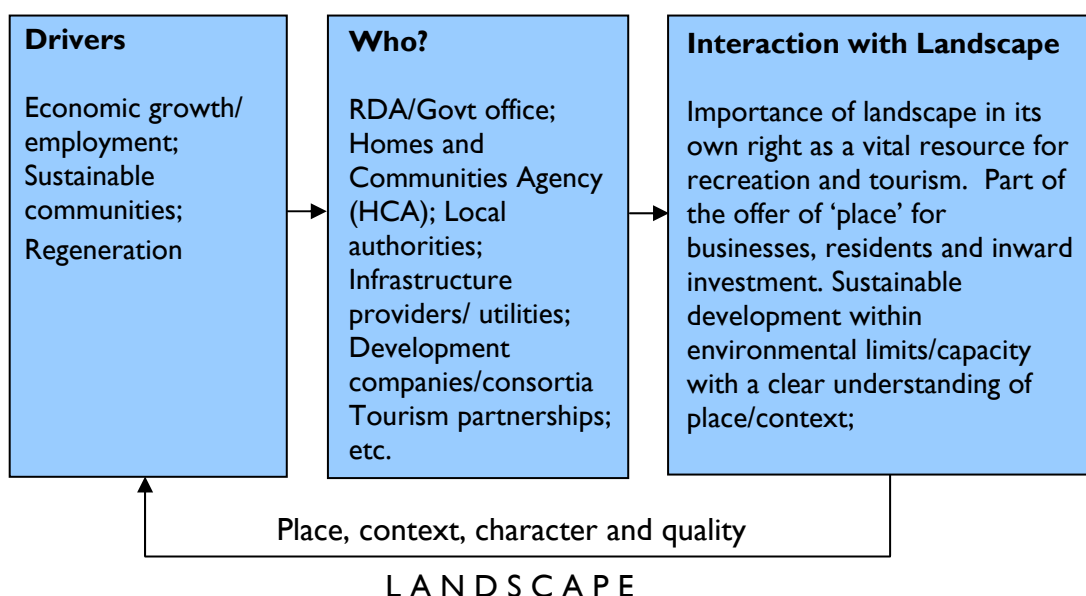 Drivers
Economic growth/
employment;
Sustainable
communities;
Regeneration
Who?
RDA/Govt office;
Homes and
Communities Agency
(HCA); Local
authorities;
Infrastructure
providers/ utilities;
Development
companies/consortia
Tourism partnerships;
etc.
Interaction with Landscape
Importance of landscape in its
own right as a vital resource for
recreation and tourism.  Part of
the offer of ‘place’ for
businesses, residents and inward
investment. Sustainable
development within
environmental limits/capacity
with a clear understanding of
place/context;
Place, context, character and quality
L A N D S C A P E